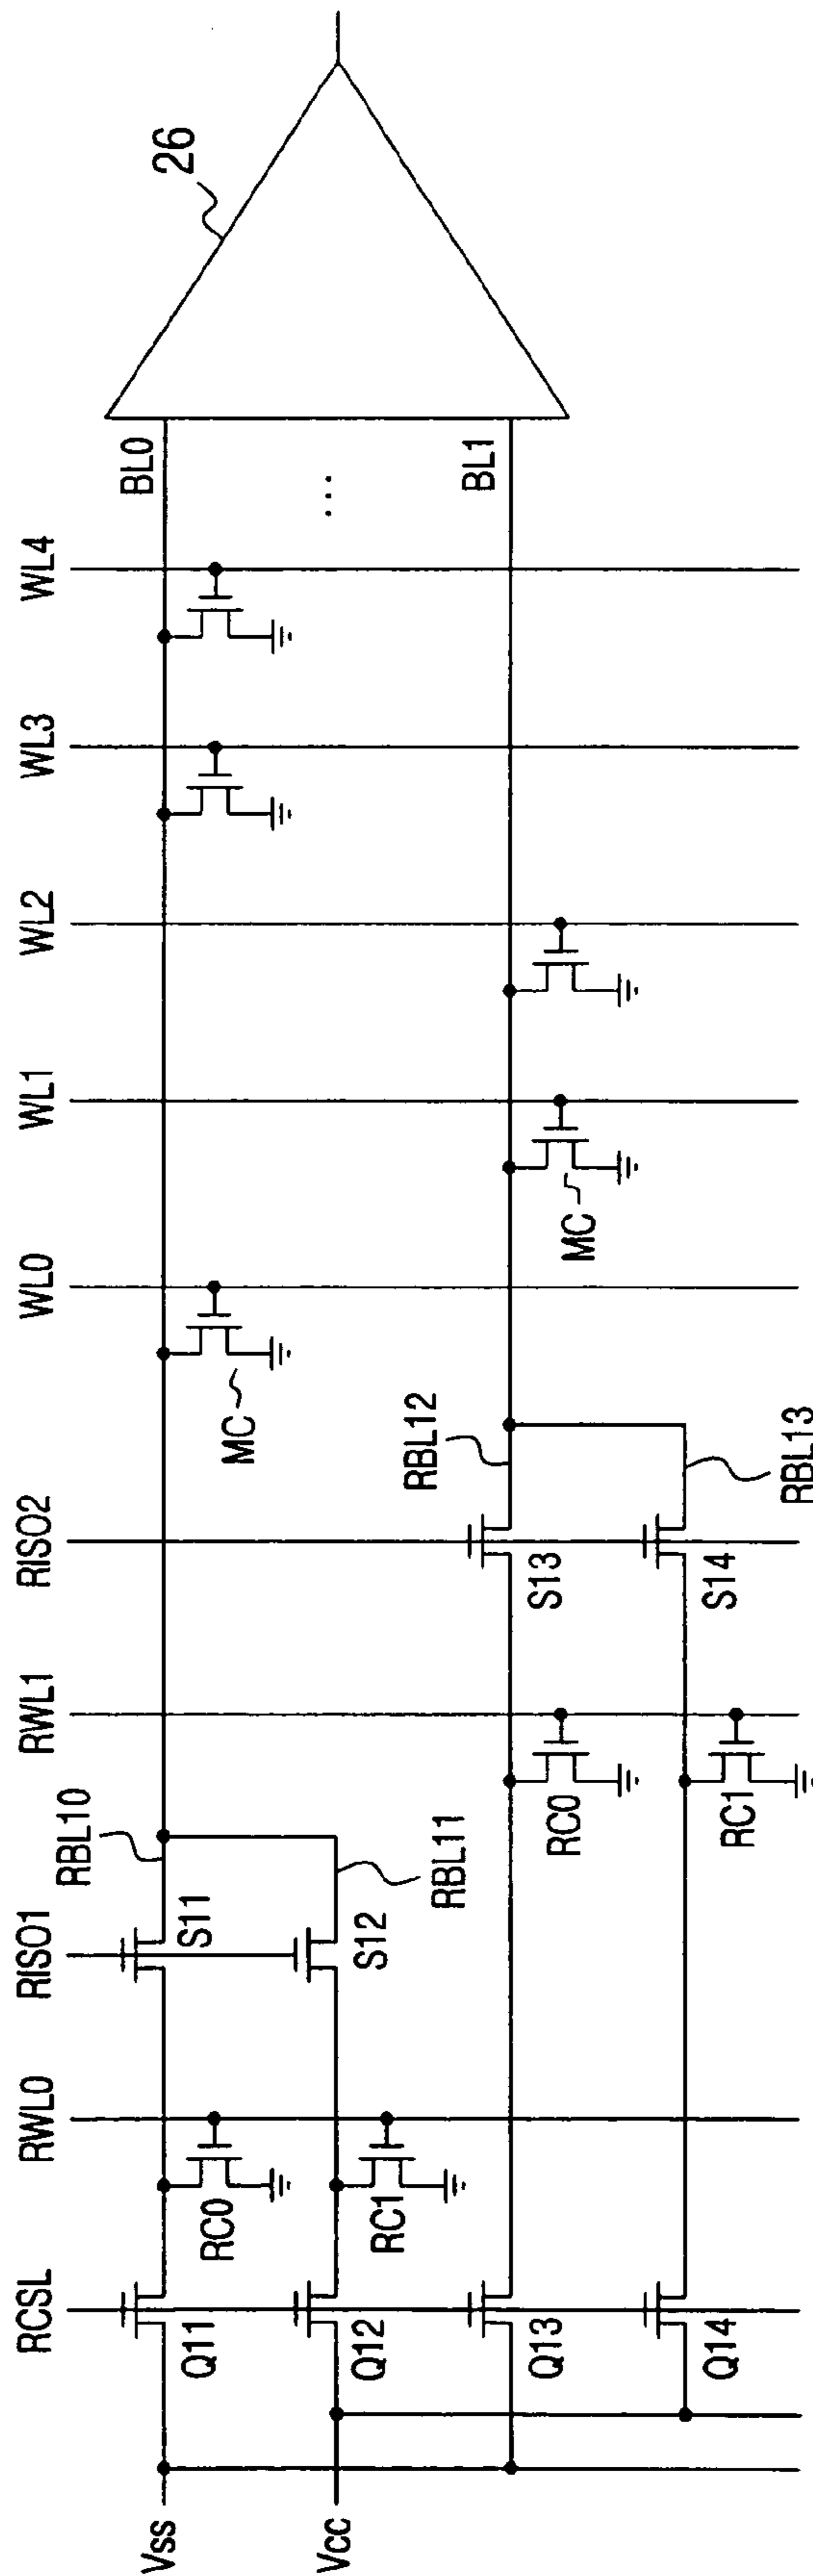 RCSL
RWL0
RISO1
RWL1
RISO2
WL0
WL1
WL2
WL3
WL4
26
Vss
Q11
RC0
S11
RBL10
MC
BL0
Vcc
Q12
RC1
S12
RBL11
...
Q13
RC0
S13
RBL12
MC
BL1
Q14
RC1
S14
RBL13